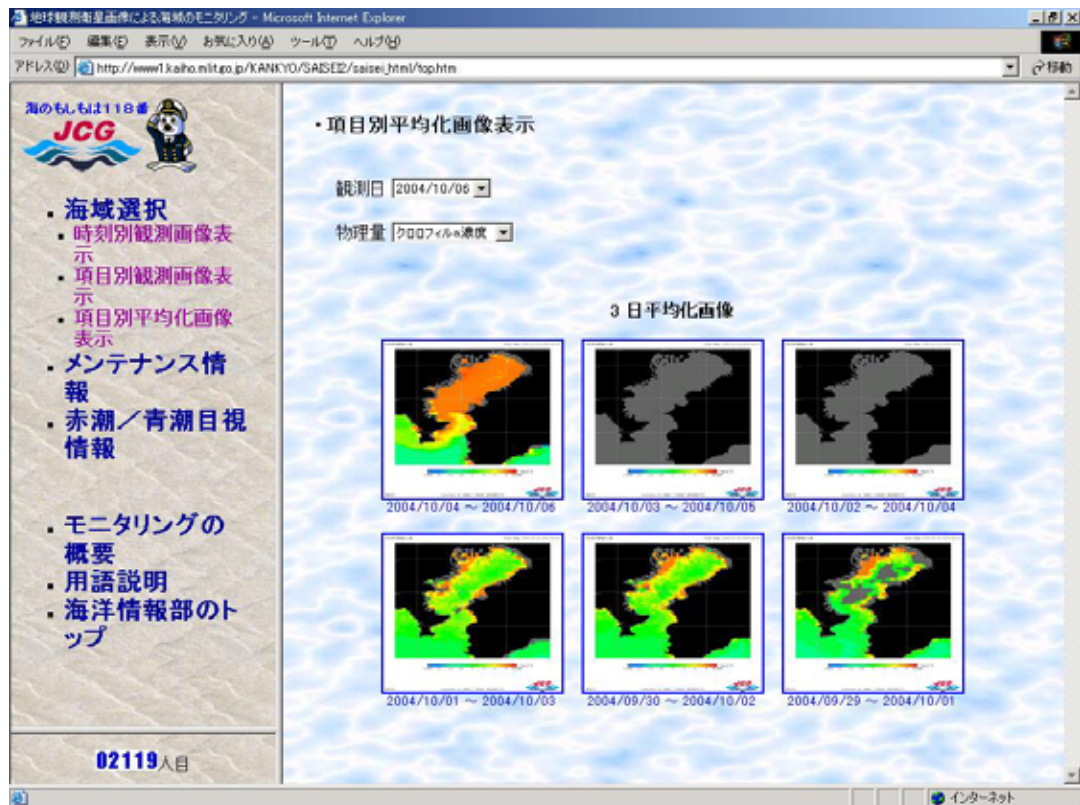 地球観測衛星画像による海域のモニタリング - Microsoft Internet Explorer
ファイル(F) 編集(E) 表示(V) お気に入り(A) ツール(T) ヘルプ(H)
アドレス(D) http://www1.kaiho.mlit.go.jp/KANKYO/SAISEI2/saisei_html/top.htm 移動
海のもしもは118番
JCG
・項目別平均化画像表示
観測日 2004/10/06
物理量 クロロフィルa濃度
海域選択
時刻別観測画像表
示
項目別観測画像表
示
項目別平均化画像
表示
メンテナンス情
報
赤潮／青潮目視
情報
モニタリングの
概要
用語説明
海洋情報部のト
ップ
02119人目
3 日平均化画像
2004/10/04 ～ 2004/10/06
2004/10/03 ～ 2004/10/05
2004/10/02 ～ 2004/10/04
2004/10/01 ～ 2004/10/03
2004/09/30 ～ 2004/10/02
2004/09/29 ～ 2004/10/01
インターネット